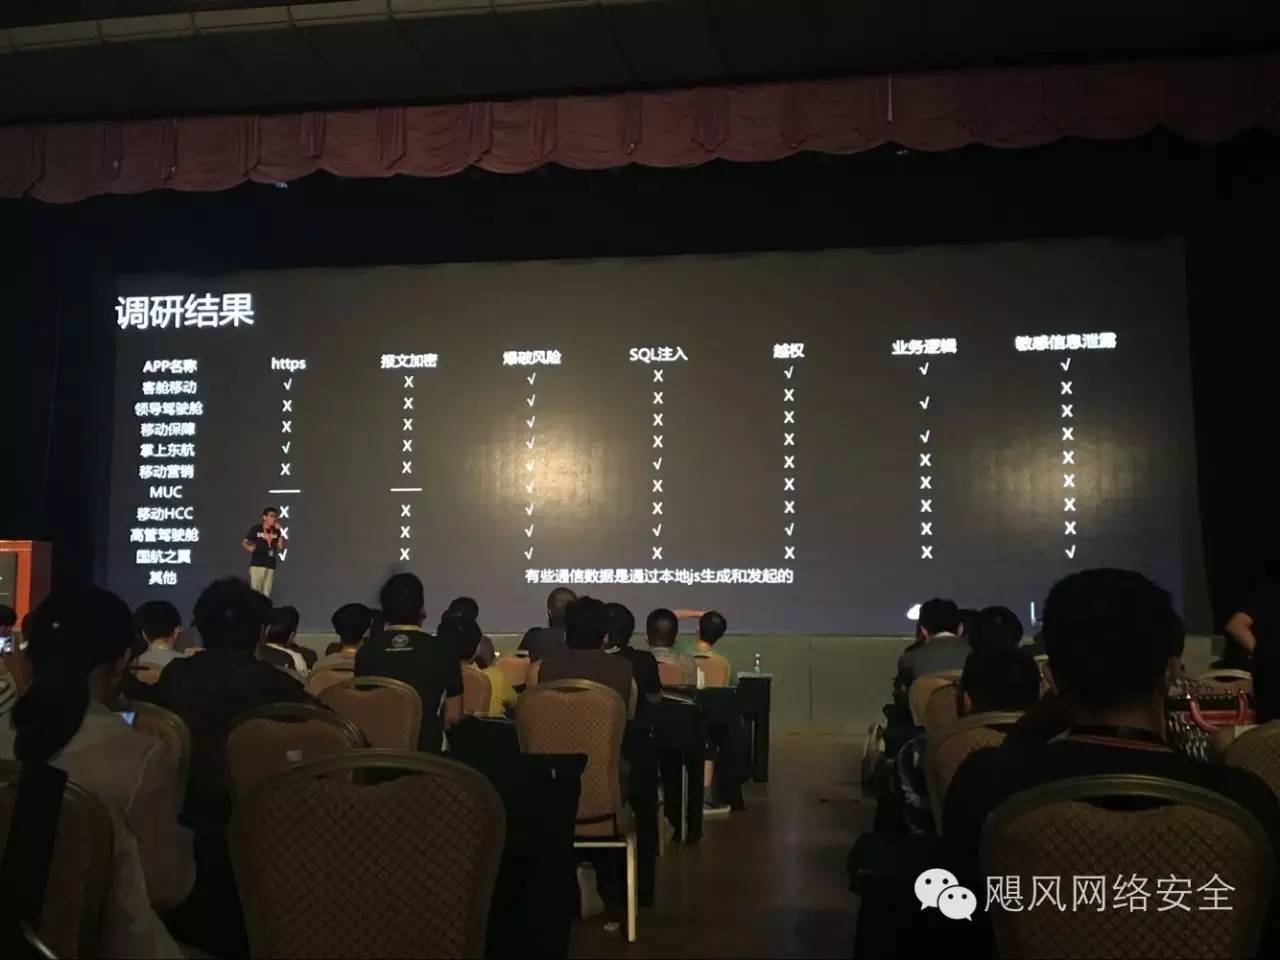 调研结果
APP名称 https 报文加密 爆破风险 SQL注入 越权 业务逻辑 敏感信息泄露
客舱移动 √ X √ X √ √ √
领导驾驶舱 X X √ X X √ X
移动保障 X X √ X X X
掌上东航 √ X √ X X √ X
移动营销 X X √ √ X X X
MUC — — √ X X X X
移动HCC X X √ X X X X
高管驾驶舱 X X √ √ √ X X
国航之翼 √ X √ X X X √
其他 有些通信数据是通过本地js生成和发起的
飓风网络安全